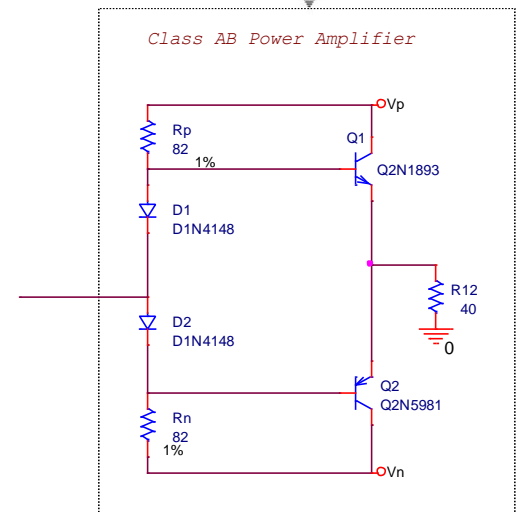 Class AB Power Amplifier
Vp
Rp
82
1%
Q1
Q2N1893
D1
D1N4148
R12
40
0
D2
D1N4148
Q2
Q2N5981
Rn
82
1%
Vn